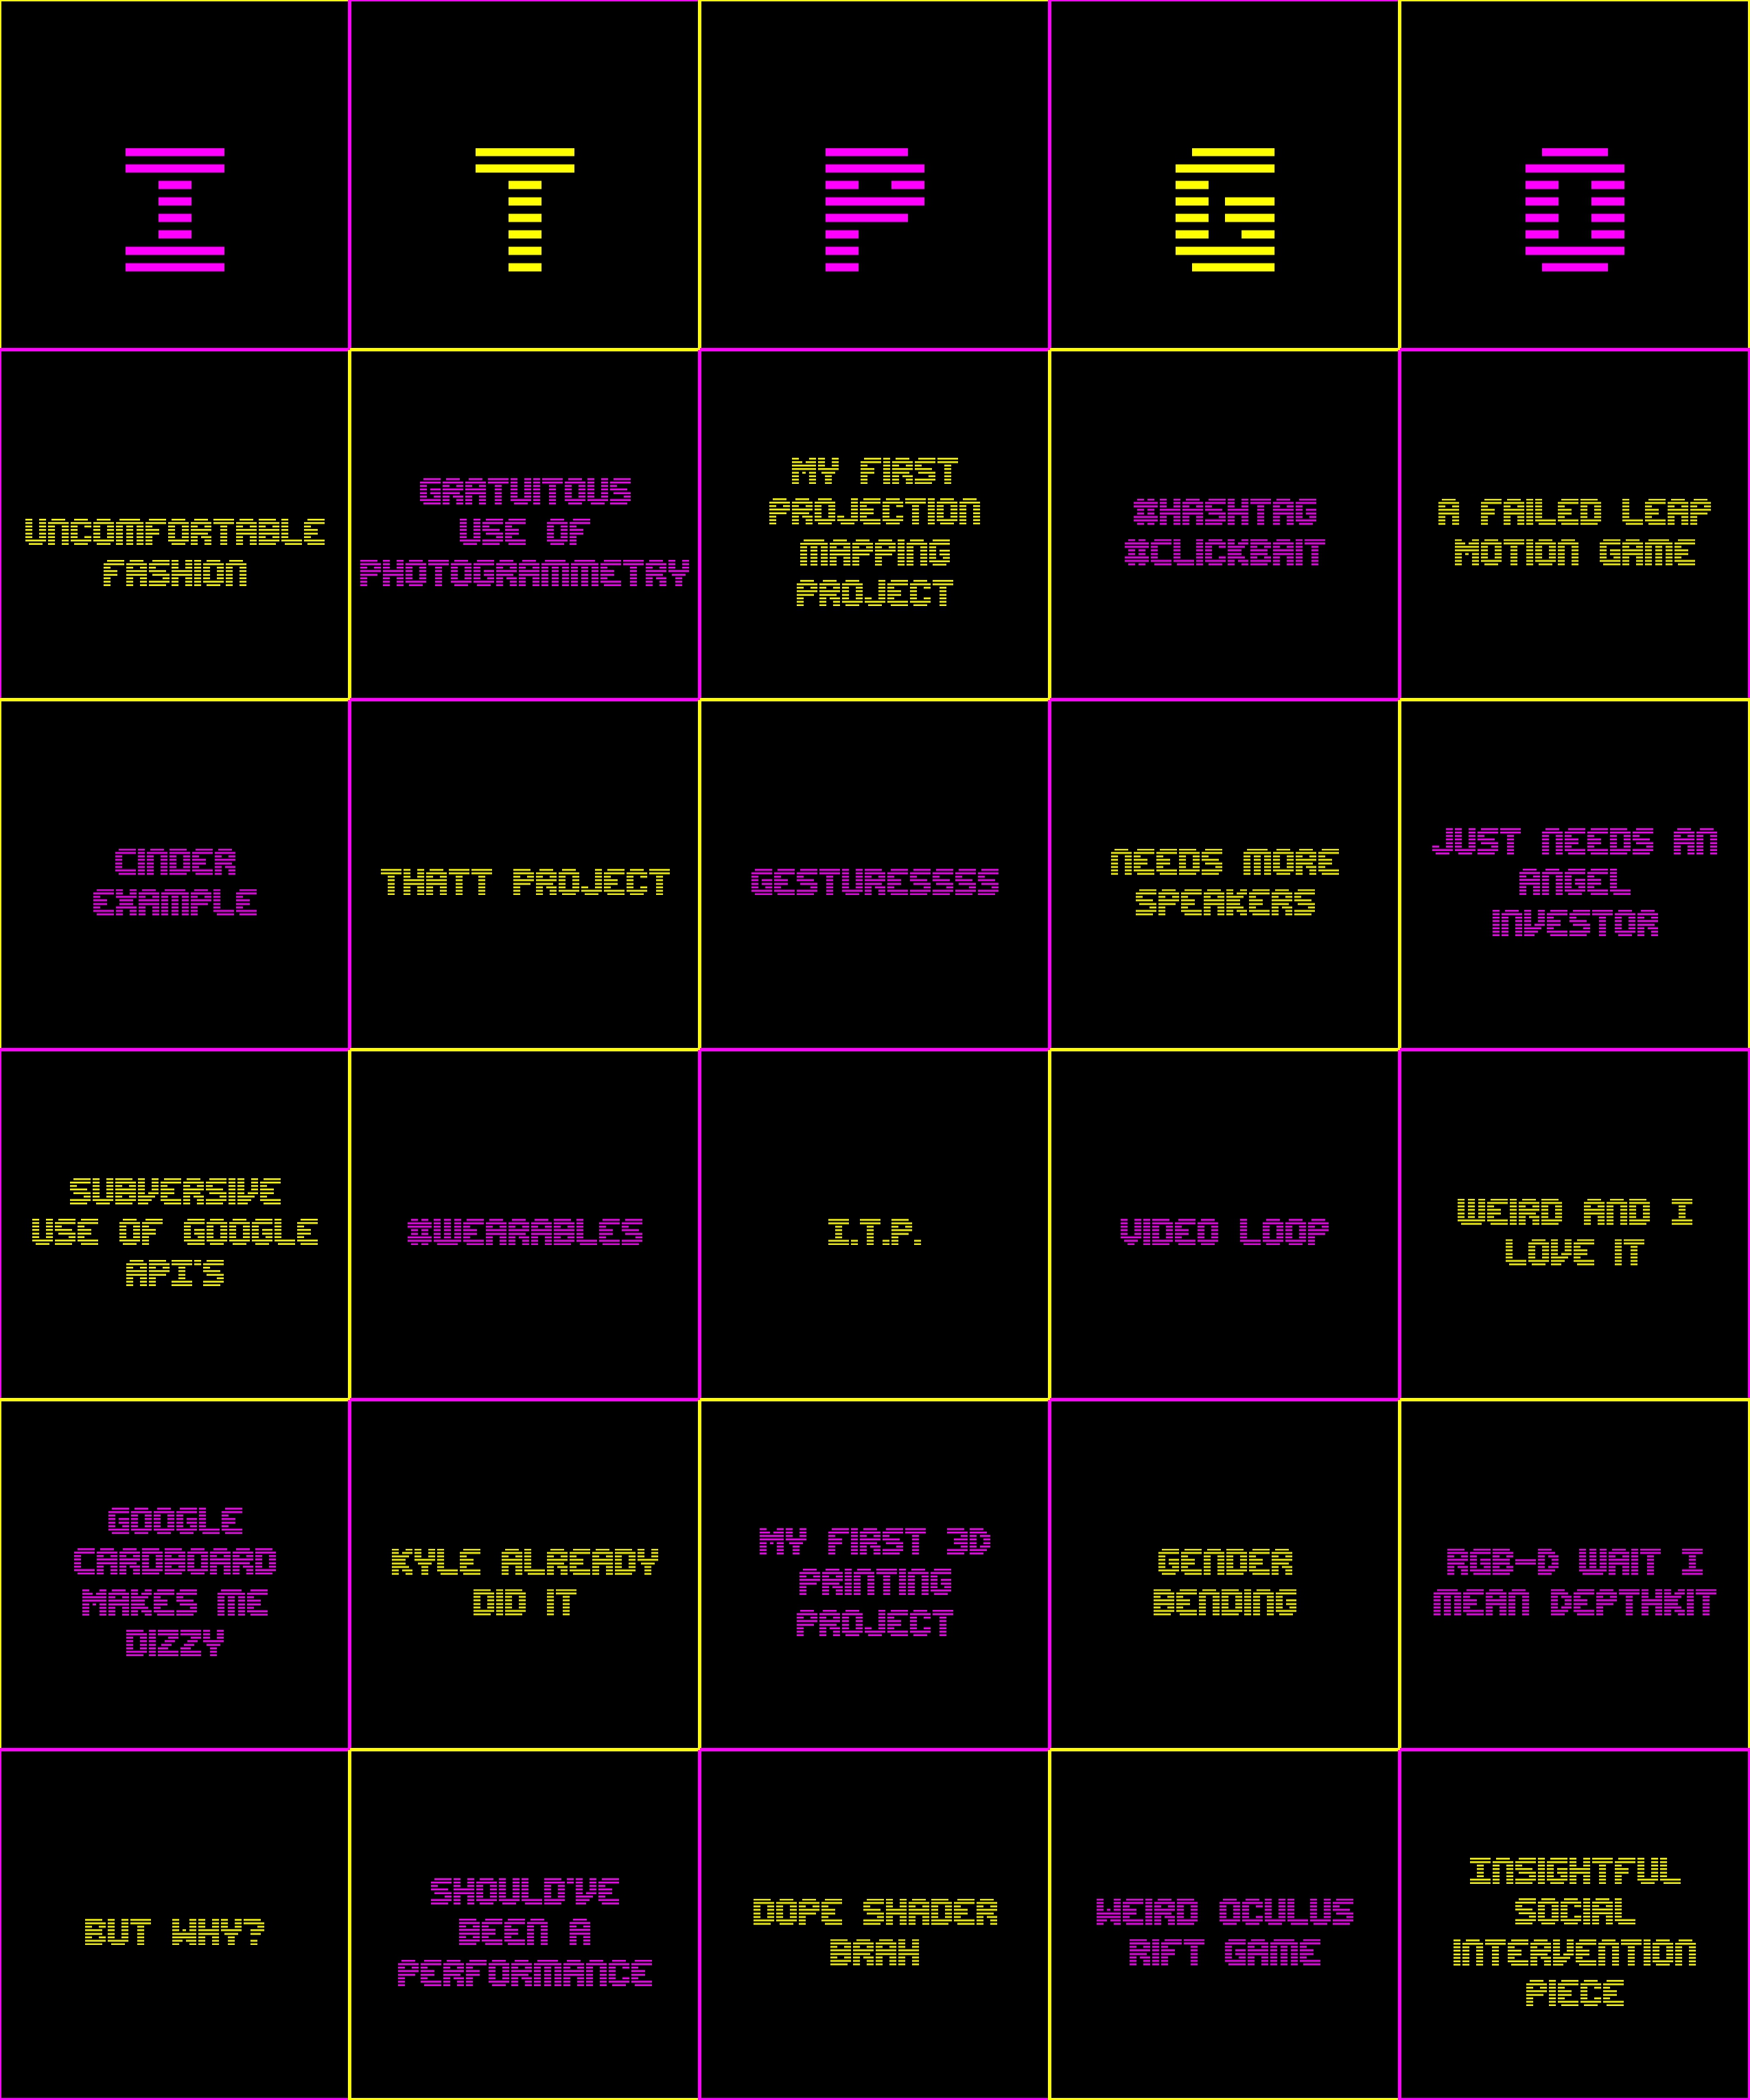 I
T
P
G
O
UNCOMFORTABLE
FASHION
GRATUITOUS
USE OF
PHOTOGRAMMETRY
MY FIRST
PROJECTION
MAPPING
PROJECT
#HASHTAG
#CLICKBAIT
A FAILED LEAP
MOTION GAME
CINDER
EXAMPLE
THATT PROJECT
GESTURESSSS
NEEDS MORE
SPEAKERS
JUST NEEDS AN
ANGEL
INVESTOR
SUBVERSIVE
USE OF GOOGLE
API'S
#WEARABLES
I.T.P.
VIDEO LOOP
WEIRD AND I
LOVE IT
GOOGLE
CARDBOARD
MAKES ME
DIZZY
KYLE ALREADY
DID IT
MY FIRST 3D
PRINTING
PROJECT
GENDER
BENDING
RGB-D WAIT I
MEAN DEPTHKIT
BUT WHY?
SHOULD'VE
BEEN A
PERFORMANCE
DOPE SHADER
BRAH
WEIRD OCULUS
RIFT GAME
INSIGHTFUL
SOCIAL
INTERVENTION
PIECE